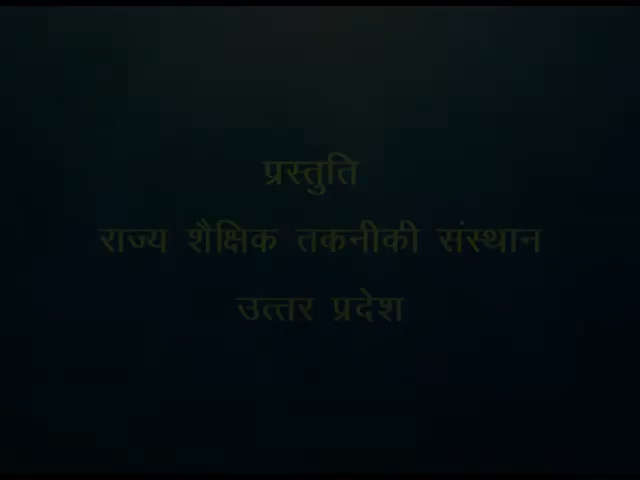 प्रस्तुति
राज्य शैक्षिक तकनीकी संस्थान
उत्तर प्रदेश